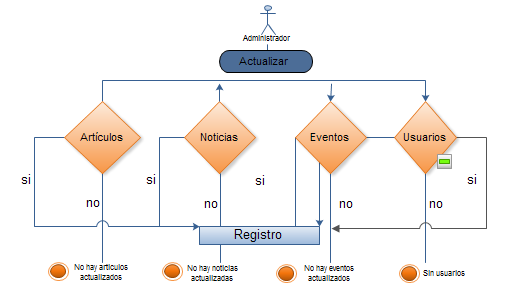 Administrador
Actualizar
Artículos
Noticias
Eventos
Usuarios
si
si
si
si
no
no
no
no
Registro
No hay artículos
actualizados
No hay noticias
actualizadas
No hay eventos
actualizados
Sin usuarios